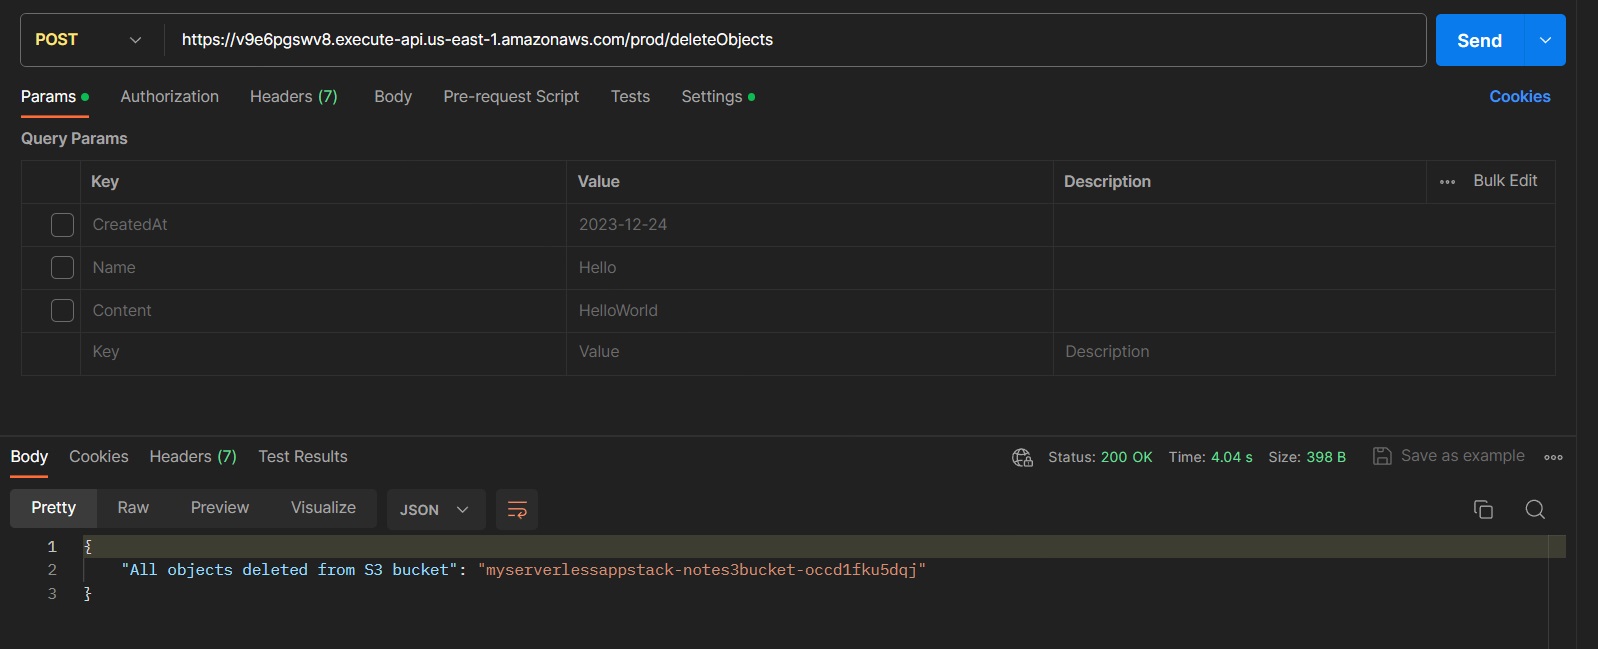 POST https://v9e6pgswv8.execute-api.us-east-1.amazonaws.com/prod/deleteObjects Send
Params Authorization Headers (7) Body Pre-request Script Tests Settings Cookies
Query Params
Key Value Description Bulk Edit
CreatedAt 2023-12-24
Name Hello
Content HelloWorld
Key Value Description
Body Cookies Headers (7) Test Results Status: 200 OK Time: 4.04 s Size: 398 B Save as example
Pretty Raw Preview Visualize JSON
1 {
2 "All objects deleted from S3 bucket": "myserverlessappstack-notes3bucket-occd1fku5dqj"
3 }